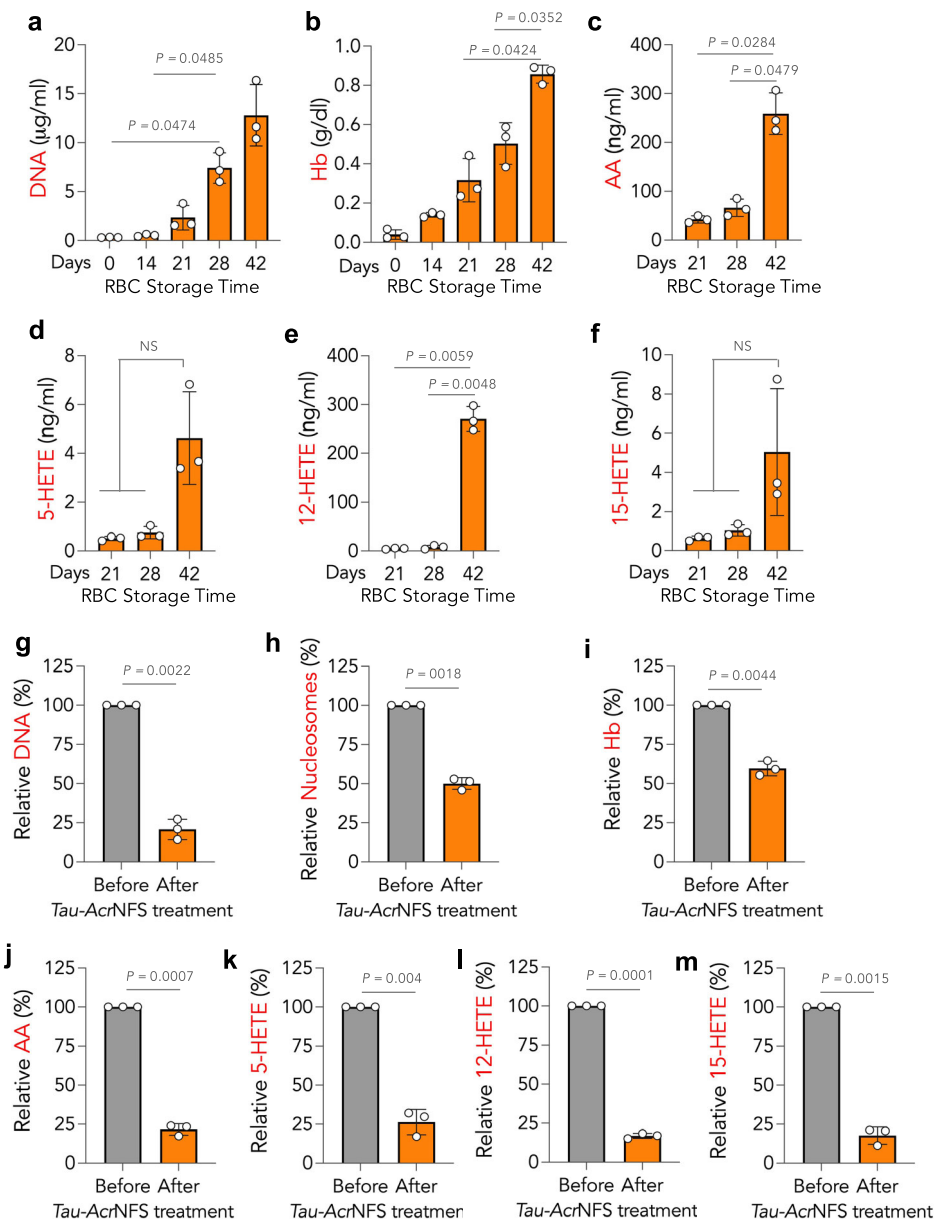 a
DNA (μg/ml)
20
15
10
5
0
P = 0.0485
P = 0.0474
Days 0 14 21 28 42
RBC Storage Time
b
Hb (g/dl)
1.0
0.8
0.6
0.4
0.2
0.0
P = 0.0352
P = 0.0424
Days 0 14 21 28 42
RBC Storage Time
c
AA (ng/ml)
400
300
200
100
0
P = 0.0284
P = 0.0479
Days 21 28 42
RBC Storage Time
d
5-HETE (ng/ml)
8
6
4
2
0
NS
Days 21 28 42
RBC Storage Time
e
12-HETE (ng/ml)
400
300
200
100
0
P = 0.0059
P = 0.0048
Days 21 28 42
RBC Storage Time
f
15-HETE (ng/ml)
10
8
6
4
2
0
NS
Days 21 28 42
RBC Storage Time
g
Relative DNA (%)
125
100
75
50
25
0
P = 0.0022
Before After
Tau-AcrNFS treatment
h
Relative Nucleosomes (%)
125
100
75
50
25
0
P = 0018
Before After
Tau-AcrNFS treatment
i
Relative Hb (%)
125
100
75
50
25
0
P = 0.0044
Before After
Tau-AcrNFS treatment
j
Relative AA (%)
125
100
75
50
25
0
P = 0.0007
Before After
Tau-AcrNFS treatment
k
Relative 5-HETE (%)
125
100
75
50
25
0
P = 0.004
Before After
Tau-AcrNFS treatment
l
Relative 12-HETE (%)
125
100
75
50
25
0
P = 0.0001
Before After
Tau-AcrNFS treatment
m
Relative 15-HETE (%)
125
100
75
50
25
0
P = 0.0015
Before After
Tau-AcrNFS treatment